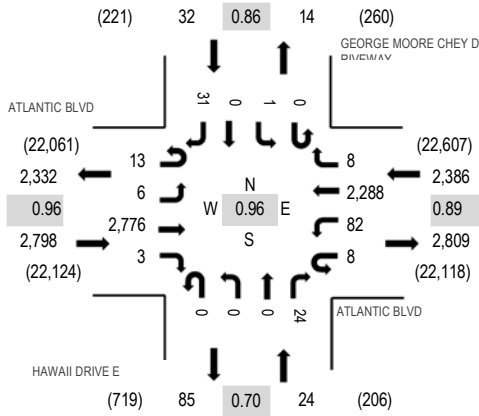 (221) 32 0.86 14 (260)
GEORGE MOORE CHEY D
RIVEWAY
31 0 1 0
ATLANTIC BLVD
(22,061) (22,607)
13 8
2,332 2,386
6 N 2,288
0.96 W 0.96 E 0.89
2,776 82
2,798 S 2,809
3 8
(22,124) (22,118)
0 0 0 24
ATLANTIC BLVD
HAWAII DRIVE E
(719) 85 0.70 24 (206)